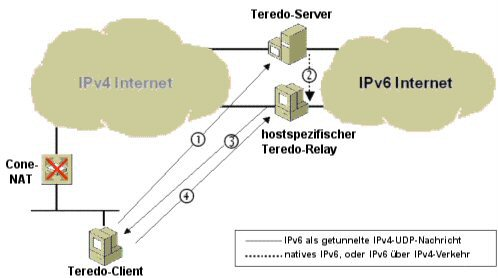 Teredo-Server
IPv4 Internet
2
IPv6 Internet
hostspezifischer
Teredo-Relay
1
3
Cone-
NAT
4
Teredo-Client
IPv6 als getunnelte IPv4-UDP-Nachricht
natives IPv6, oder IPv6 über IPv4-Verkehr